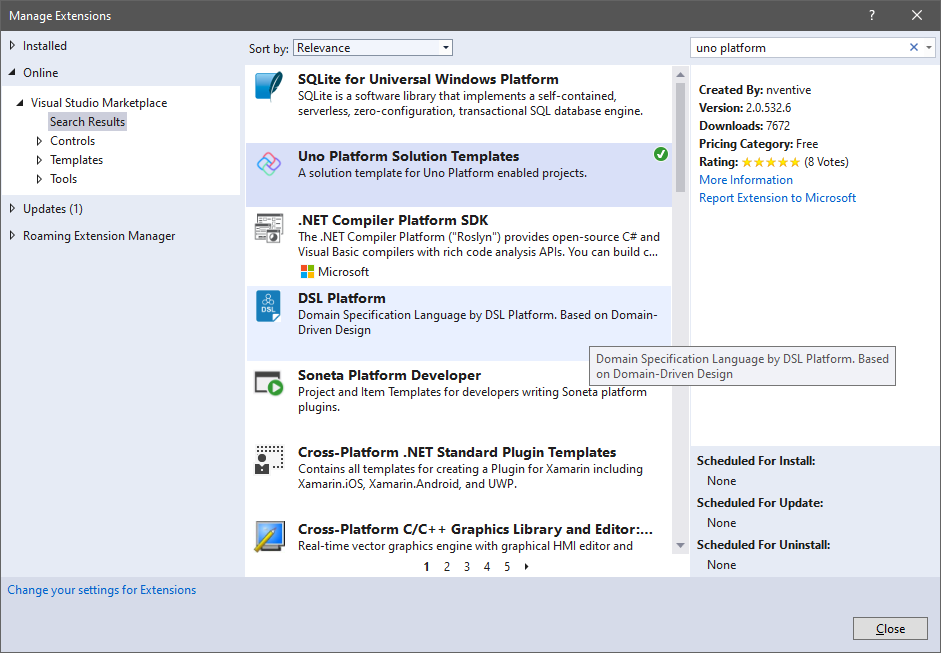 Manage Extensions
?
Installed
Online
Visual Studio Marketplace
Search Results
Controls
Templates
Tools
Updates (1)
Roaming Extension Manager
Sort by: Relevance
uno platform
SQLite for Universal Windows Platform
SQLite is a software library that implements a self-contained,
serverless, zero-configuration, transactional SQL database engine.
Uno Platform Solution Templates
A solution template for Uno Platform enabled projects.
.NET Compiler Platform SDK
The .NET Compiler Platform ("Roslyn") provides open-source C# and
Visual Basic compilers with rich code analysis APIs. You can build c...
Microsoft
DSL
DSL Platform
Domain Specification Language by DSL Platform. Based on Domain-
Driven Design
Soneta Platform Developer
Project and Item Templates for developers writing Soneta platform
plugins.
Cross-Platform .NET Standard Plugin Templates
Contains all templates for creating a Plugin for Xamarin including
Xamarin.iOS, Xamarin.Android, and UWP.
Cross-Platform C/C++ Graphics Library and Editor:...
Real-time vector graphics engine with graphical HMI editor and
1 2 3 4 5
Created By: nventive
Version: 2.0.532.6
Downloads: 7672
Pricing Category: Free
Rating: (8 Votes)
More Information
Report Extension to Microsoft
Domain Specification Language by DSL Platform. Based
on Domain-Driven Design
Scheduled For Install:
None
Scheduled For Update:
None
Scheduled For Uninstall:
None
Change your settings for Extensions
Close